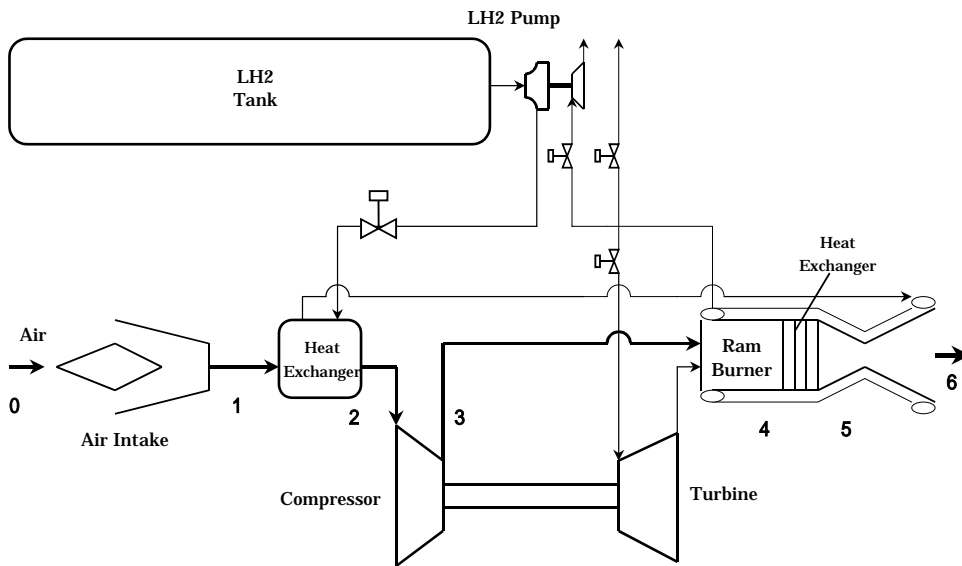 LH2 Pump
LH2
Tank
Heat
Exchanger
Air
Heat
Exchanger
Ram
Burner
0
1
2
3
4
5
6
Air Intake
Compressor
Turbine